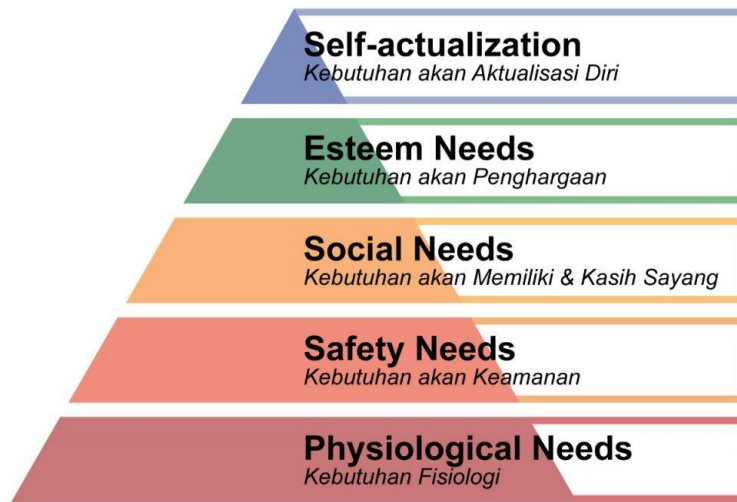 Self-actualization
Kebutuhan akan Aktualisasi Diri
Esteem Needs
Kebutuhan akan Penghargaan
Social Needs
Kebutuhan akan Memiliki & Kasih Sayang
Safety Needs
Kebutuhan akan Keamanan
Physiological Needs
Kebutuhan Fisiologi